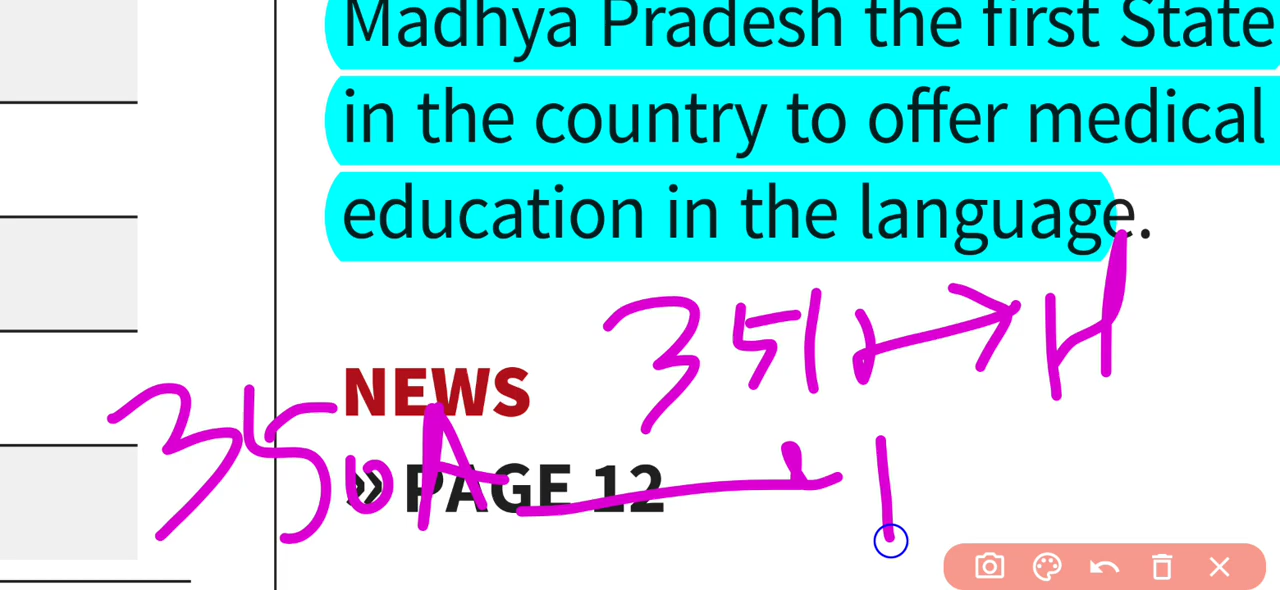 Madhya Pradesh the first State
in the country to offer medical
education in the language.
351 → H
NEWS
350A
» PAGE 12